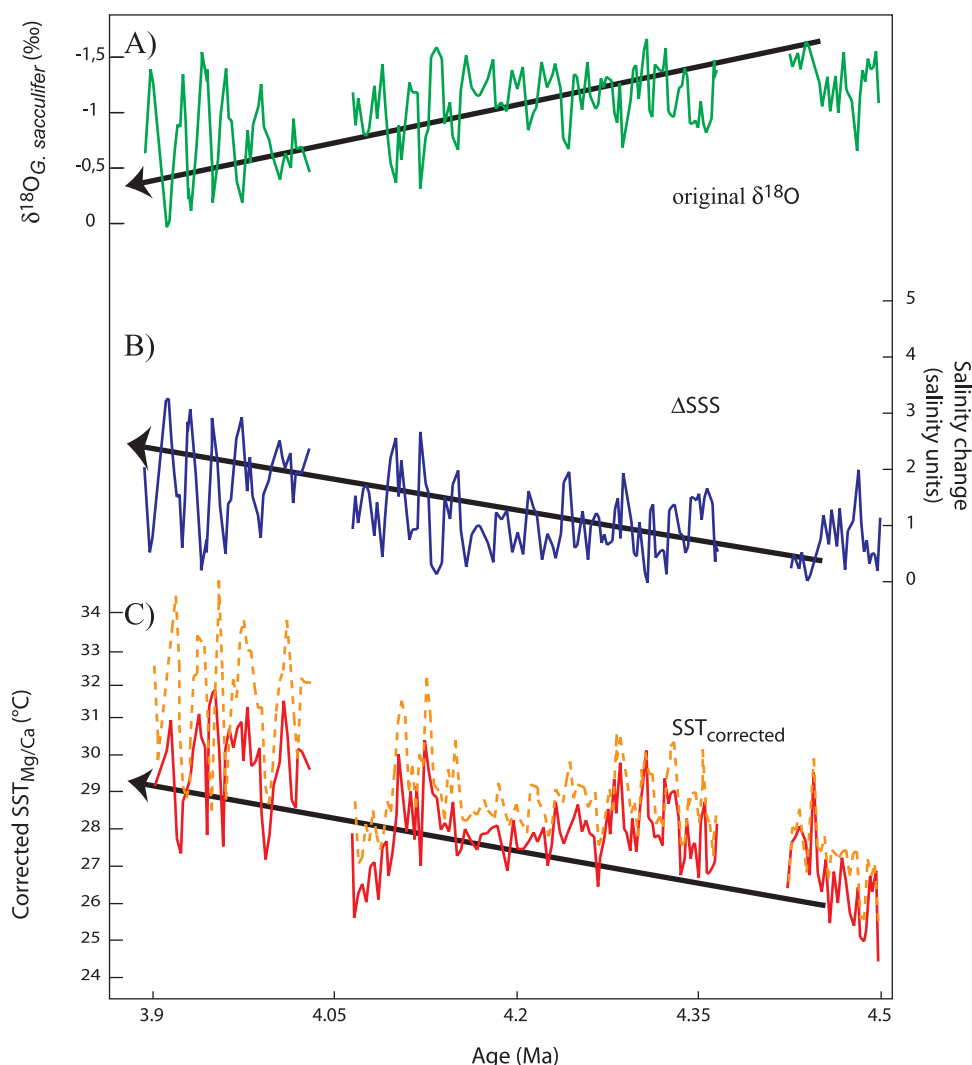 A)
δ18OG. sacculifer (‰)
-1,5
-1
-0,5
0
original δ18O
B)
ΔSSS
5
4
3
2
1
0
Salinity change
(salinity units)
C)
SSTcorrected
Corrected SSTMg/Ca (°C)
34
33
32
31
30
29
28
27
26
25
24
3.9
4.05
4.2
4.35
4.5
Age (Ma)